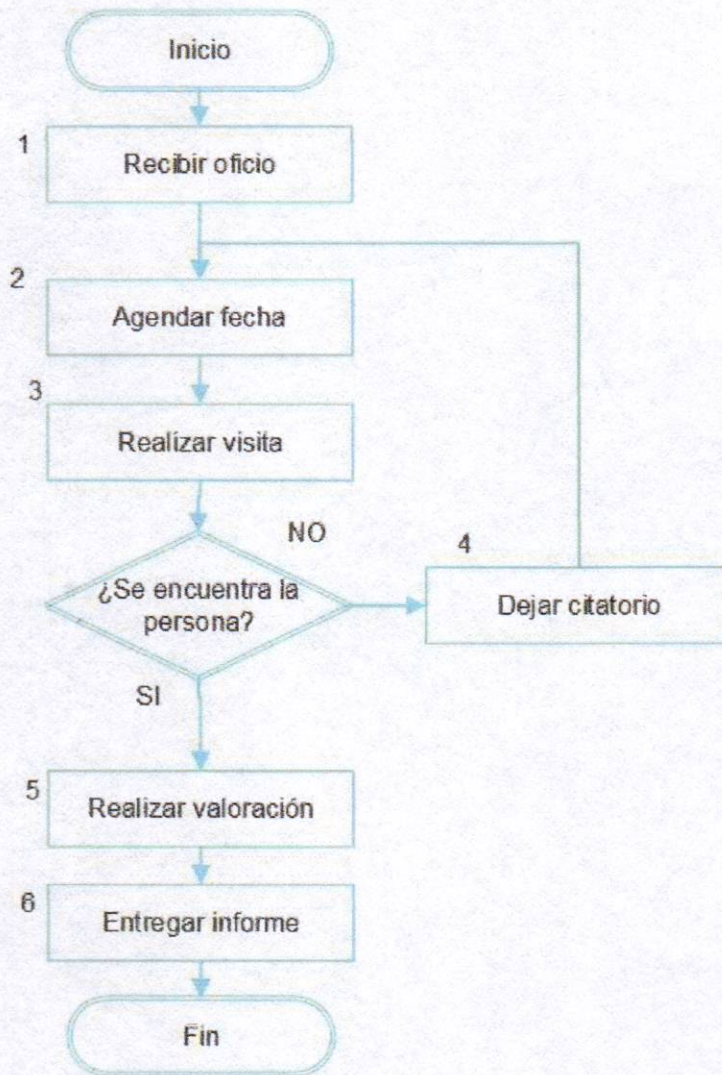 Inicio
1
Recibir oficio
2
Agendar fecha
3
Realizar visita
NO
¿Se encuentra la
persona?
4
Dejar citatorio
SI
5
Realizar valoración
6
Entregar informe
Fin